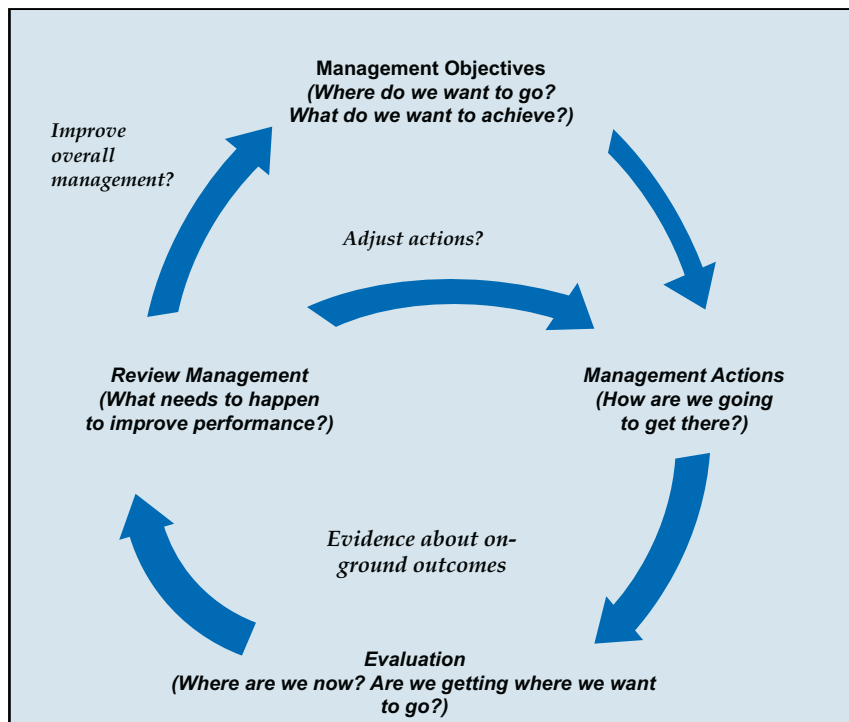 Management Objectives
(Where do we want to go?
What do we want to achieve?)
Improve
overall
management?
Adjust actions?
Review Management
(What needs to happen
to improve performance?)
Management Actions
(How are we going
to get there?)
Evidence about on-
ground outcomes
Evaluation
(Where are we now? Are we getting where we want
to go?)